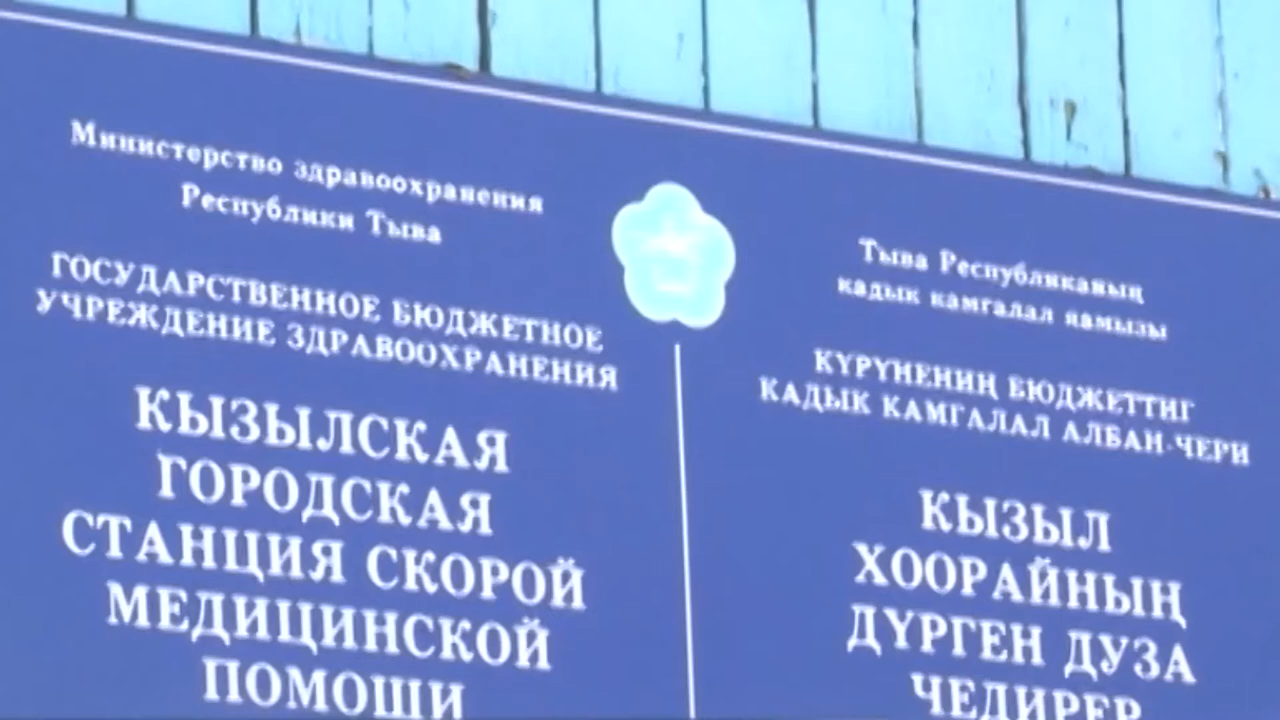 Министерство здравоохранения
Республики Тыва
ГОСУДАРСТВЕННОЕ БЮДЖЕТНОЕ
УЧРЕЖДЕНИЕ ЗДРАВООХРАНЕНИЯ
КЫЗЫЛСКАЯ
ГОРОДСКАЯ
СТАНЦИЯ СКОРОЙ
МЕДИЦИНСКОЙ
ПОМОЩИ
Тыва Республиканың
кадык камгалал яамызы
КҮРҮНЕНИҢ БЮДЖЕТТИГ
КАДЫК КАМГАЛАЛ АЛБАН-ЧЕРИ
КЫЗЫЛ
ХООРАЙНЫҢ
ДҮРГЕН ДУЗА
ЧЕДИРЕР